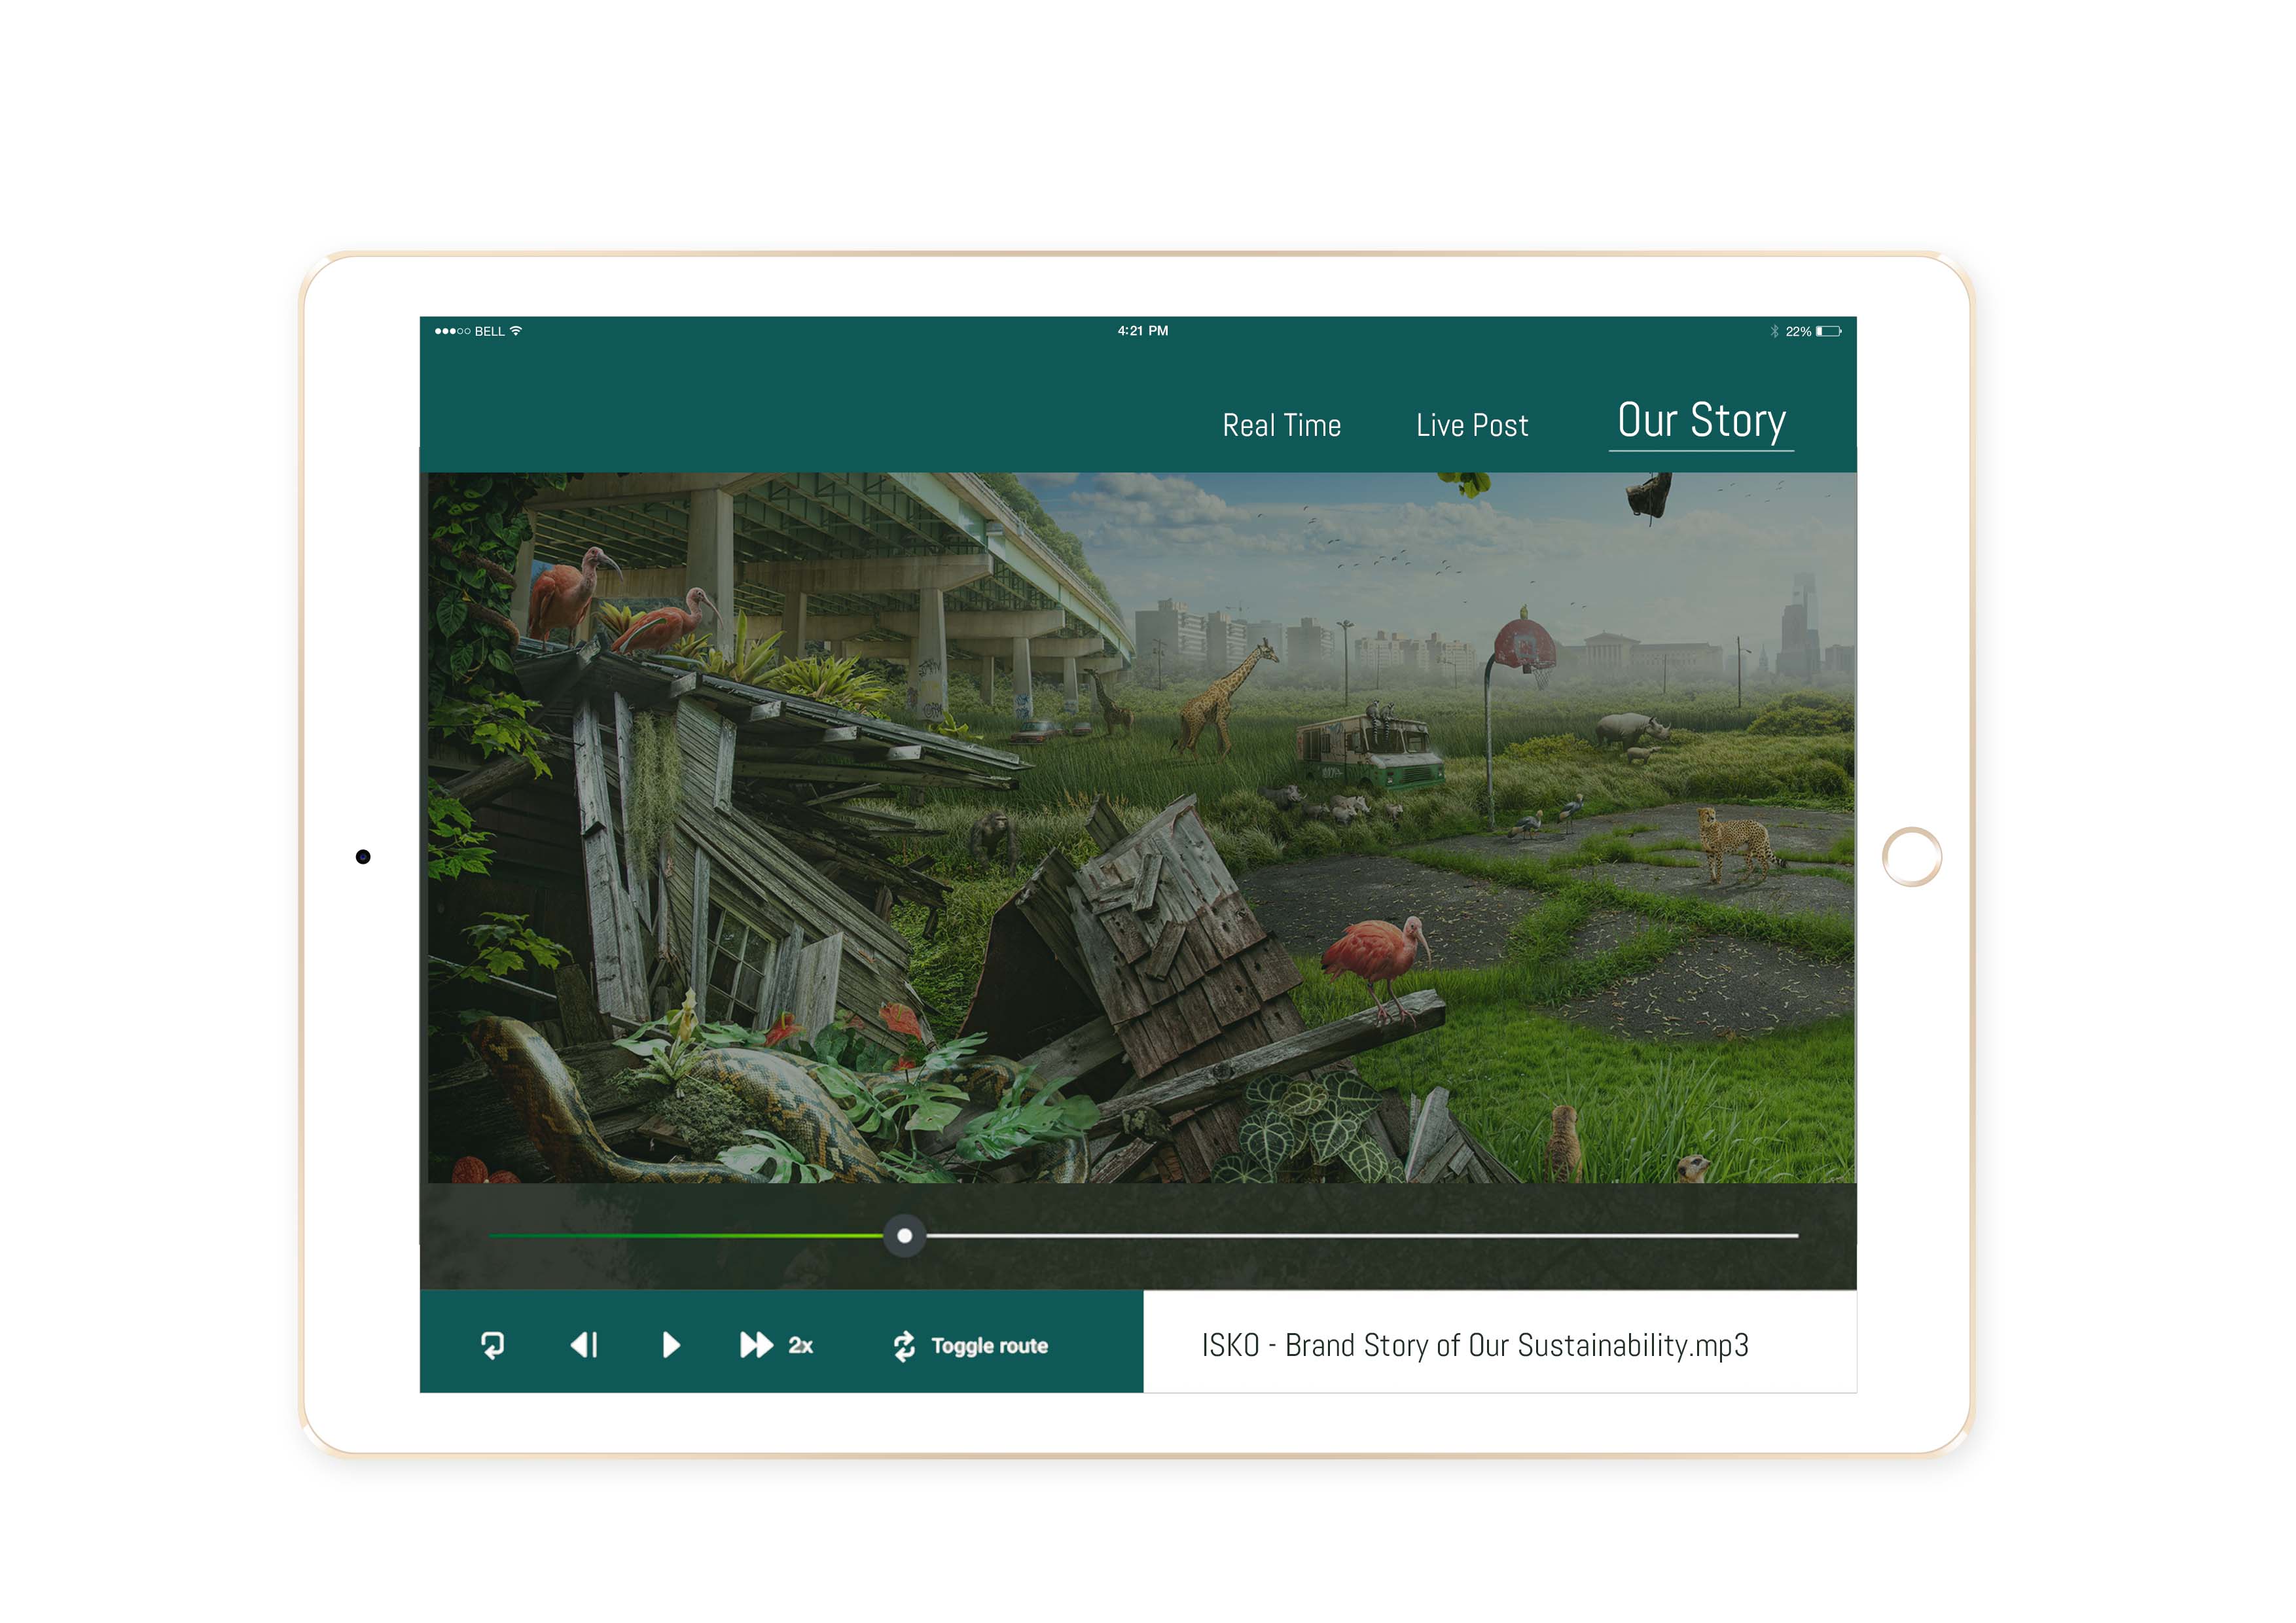 BELL
4:21 PM
22%
Real Time
Live Post
Our Story
2x
Toggle route
ISKO - Brand Story of Our Sustainability.mp3